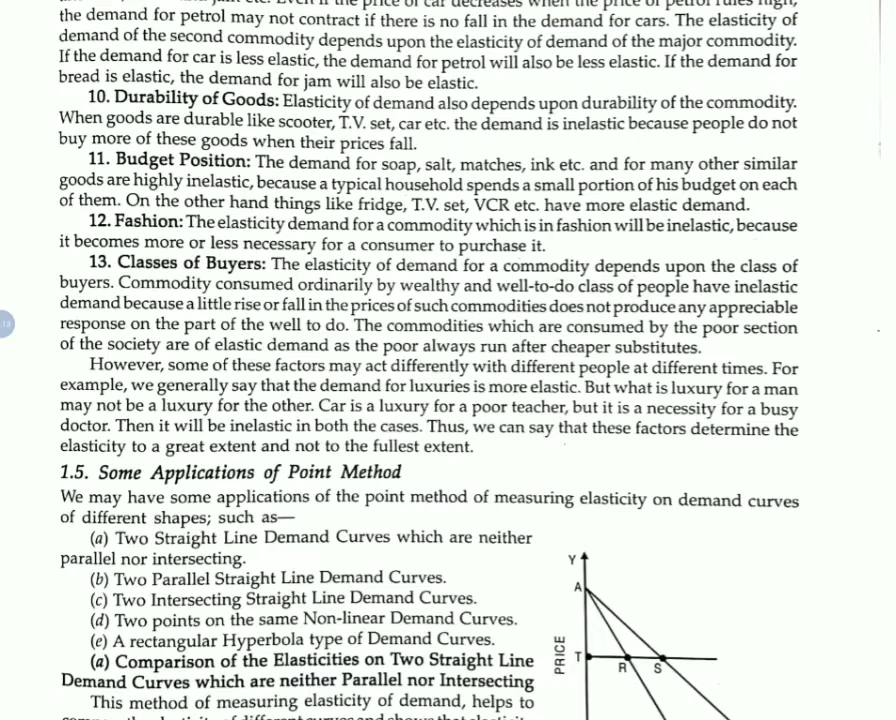 the demand for petrol may not contract if there is no fall in the demand for cars. The elasticity of
demand of the second commodity depends upon the elasticity of demand of the major commodity.
If the demand for car is less elastic, the demand for petrol will also be less elastic. If the demand for
bread is elastic, the demand for jam will also be elastic.
10. Durability of Goods: Elasticity of demand also depends upon durability of the commodity.
When goods are durable like scooter, T.V. set, car etc. the demand is inelastic because people do not
buy more of these goods when their prices fall.
11. Budget Position: The demand for soap, salt, matches, ink etc. and for many other similar
goods are highly inelastic, because a typical household spends a small portion of his budget on each
of them. On the other hand things like fridge, T.V. set, VCR etc. have more elastic demand.
12. Fashion: The elasticity demand for a commodity which is in fashion will be inelastic, because
it becomes more or less necessary for a consumer to purchase it.
13. Classes of Buyers: The elasticity of demand for a commodity depends upon the class of
buyers. Commodity consumed ordinarily by wealthy and well-to-do class of people have inelastic
demand because a little rise or fall in the prices of such commodities does not produce any appreciable
response on the part of the well to do. The commodities which are consumed by the poor section
of the society are of elastic demand as the poor always run after cheaper substitutes.
However, some of these factors may act differently with different people at different times. For
example, we generally say that the demand for luxuries is more elastic. But what is luxury for a man
may not be a luxury for the other. Car is a luxury for a poor teacher, but it is a necessity for a busy
doctor. Then it will be inelastic in both the cases. Thus, we can say that these factors determine the
elasticity to a great extent and not to the fullest extent.
1.5. Some Applications of Point Method
We may have some applications of the point method of measuring elasticity on demand curves
of different shapes; such as—
(a) Two Straight Line Demand Curves which are neither
parallel nor intersecting.
(b) Two Parallel Straight Line Demand Curves.
(c) Two Intersecting Straight Line Demand Curves.
(d) Two points on the same Non-linear Demand Curves.
(e) A rectangular Hyperbola type of Demand Curves.
(a) Comparison of the Elasticities on Two Straight Line
Demand Curves which are neither Parallel nor Intersecting
This method of measuring elasticity of demand, helps to
Y
A
PRICE
T
R
S
13